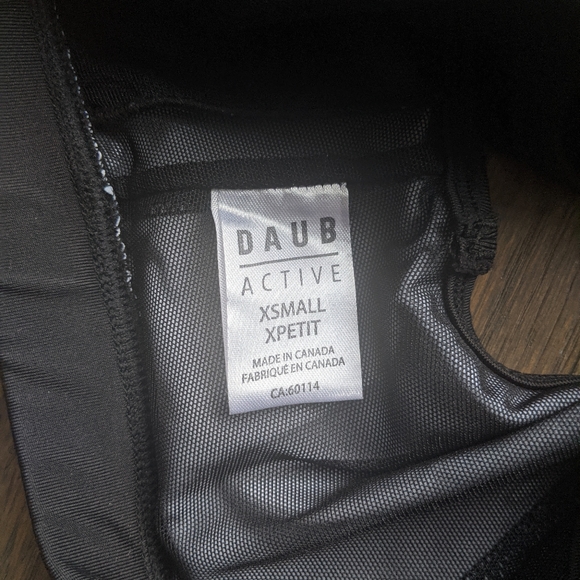 DAUB
ACTIVE
XSMALL
XPETIT
MADE IN CANADA
FABRIQUÉ EN CANADA
CA:60114